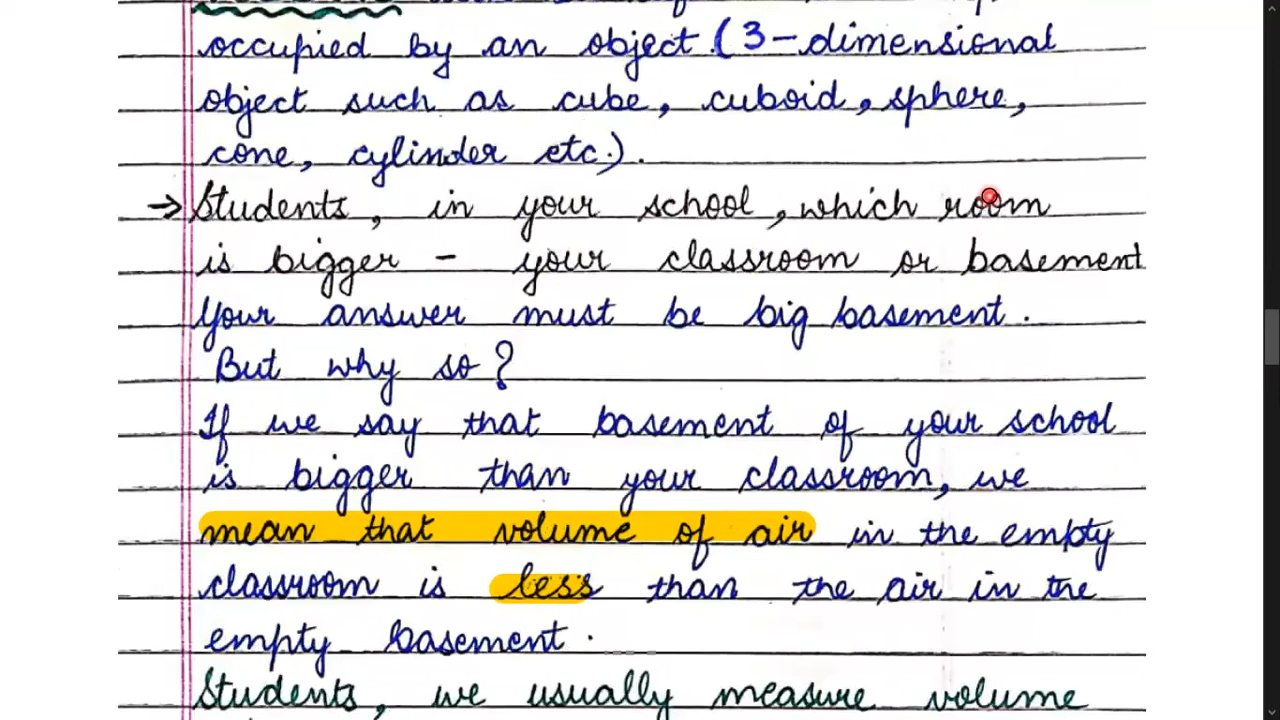 occupied by an object (3-dimensional
object such as cube, cuboid, sphere,
cone, cylinder etc.).
→ Students, in your school, which room
is bigger - your classroom or basement
Your answer must be big basement.
But why so?
If we say that basement of your school
is bigger than your classroom, we
mean that volume of air in the empty
classroom is less than the air in the
empty basement.
Students, we usually measure volume